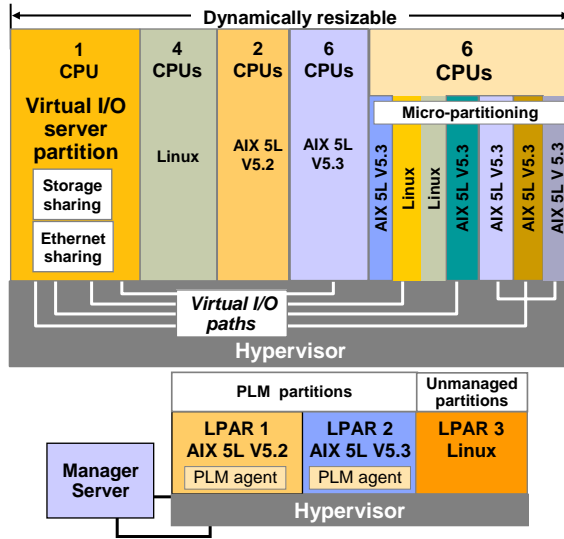 Dynamically resizable
1
CPU
4
CPUs
2
CPUs
6
CPUs
6
CPUs
Virtual I/O
server
partition
Storage
sharing
Ethernet
sharing
Linux
AIX 5L
V5.2
AIX 5L
V5.3
Micro-partitioning
AIX 5L V5.3
Linux
Linux
AIX 5L V5.3
AIX 5L V5.3
AIX 5L V5.3
AIX 5L V5.3
Virtual I/O
paths
Hypervisor
PLM partitions
Unmanaged
partitions
LPAR 1
AIX 5L V5.2
PLM agent
LPAR 2
AIX 5L V5.3
PLM agent
LPAR 3
Linux
Manager
Server
Hypervisor